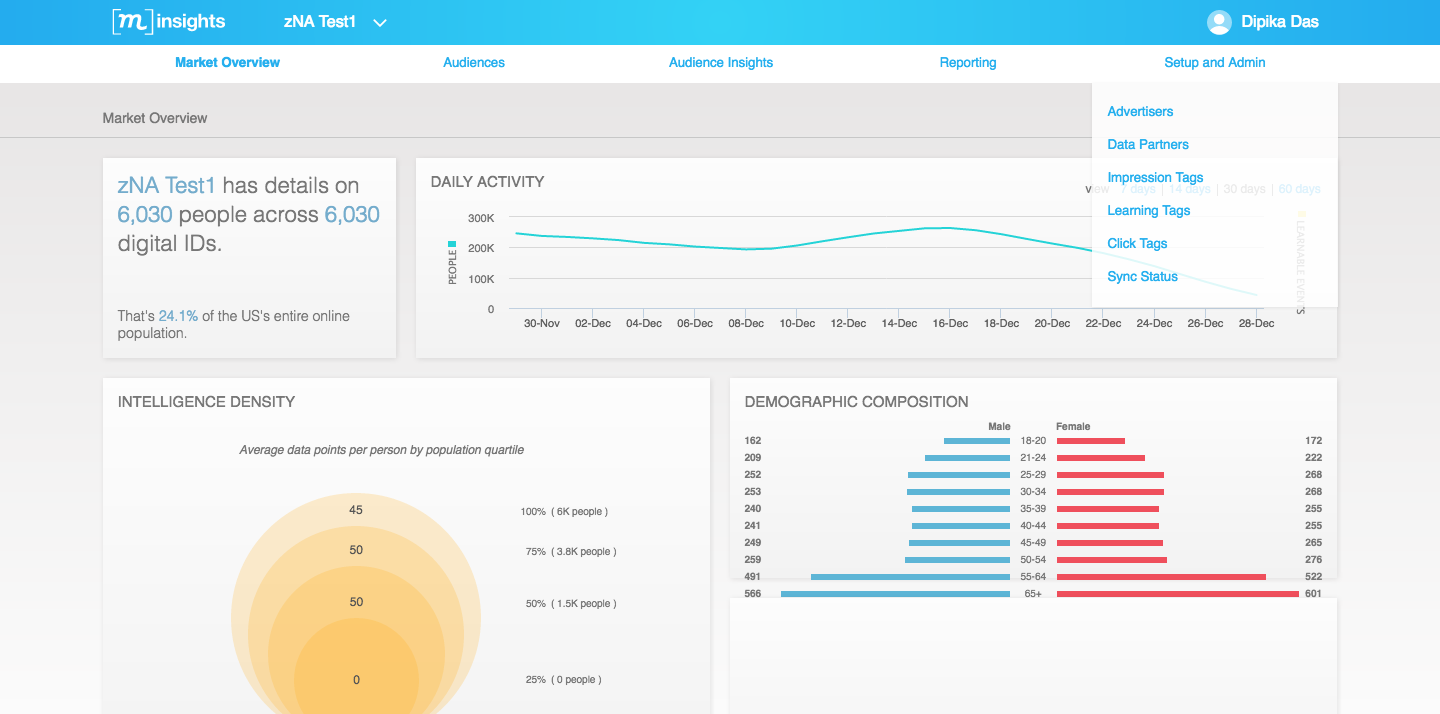 [m]insights
zNA Test1
Dipika Das
Market Overview
Audiences
Audience Insights
Reporting
Setup and Admin
Advertisers
Data Partners
Impression Tags
Learning Tags
Click Tags
Sync Status
Market Overview
zNA Test1 has details on
6,030 people across 6,030
digital IDs.
That's 24.1% of the US's entire online
population.
DAILY ACTIVITY
view 7 days | 14 days | 30 days | 60 days
PEOPLE
300K
200K
100K
0
LEARNABLE EVENTS
30-Nov 02-Dec 04-Dec 06-Dec 08-Dec 10-Dec 12-Dec 14-Dec 16-Dec 18-Dec 20-Dec 22-Dec 24-Dec 26-Dec 28-Dec
INTELLIGENCE DENSITY
Average data points per person by population quartile
45 100% ( 6K people )
50 75% ( 3.8K people )
50 50% ( 1.5K people )
0 25% ( 0 people )
DEMOGRAPHIC COMPOSITION
Male Female
162 18-20 172
209 21-24 222
252 25-29 268
253 30-34 268
240 35-39 255
241 40-44 255
249 45-49 265
259 50-54 276
491 55-64 522
566 65+ 601